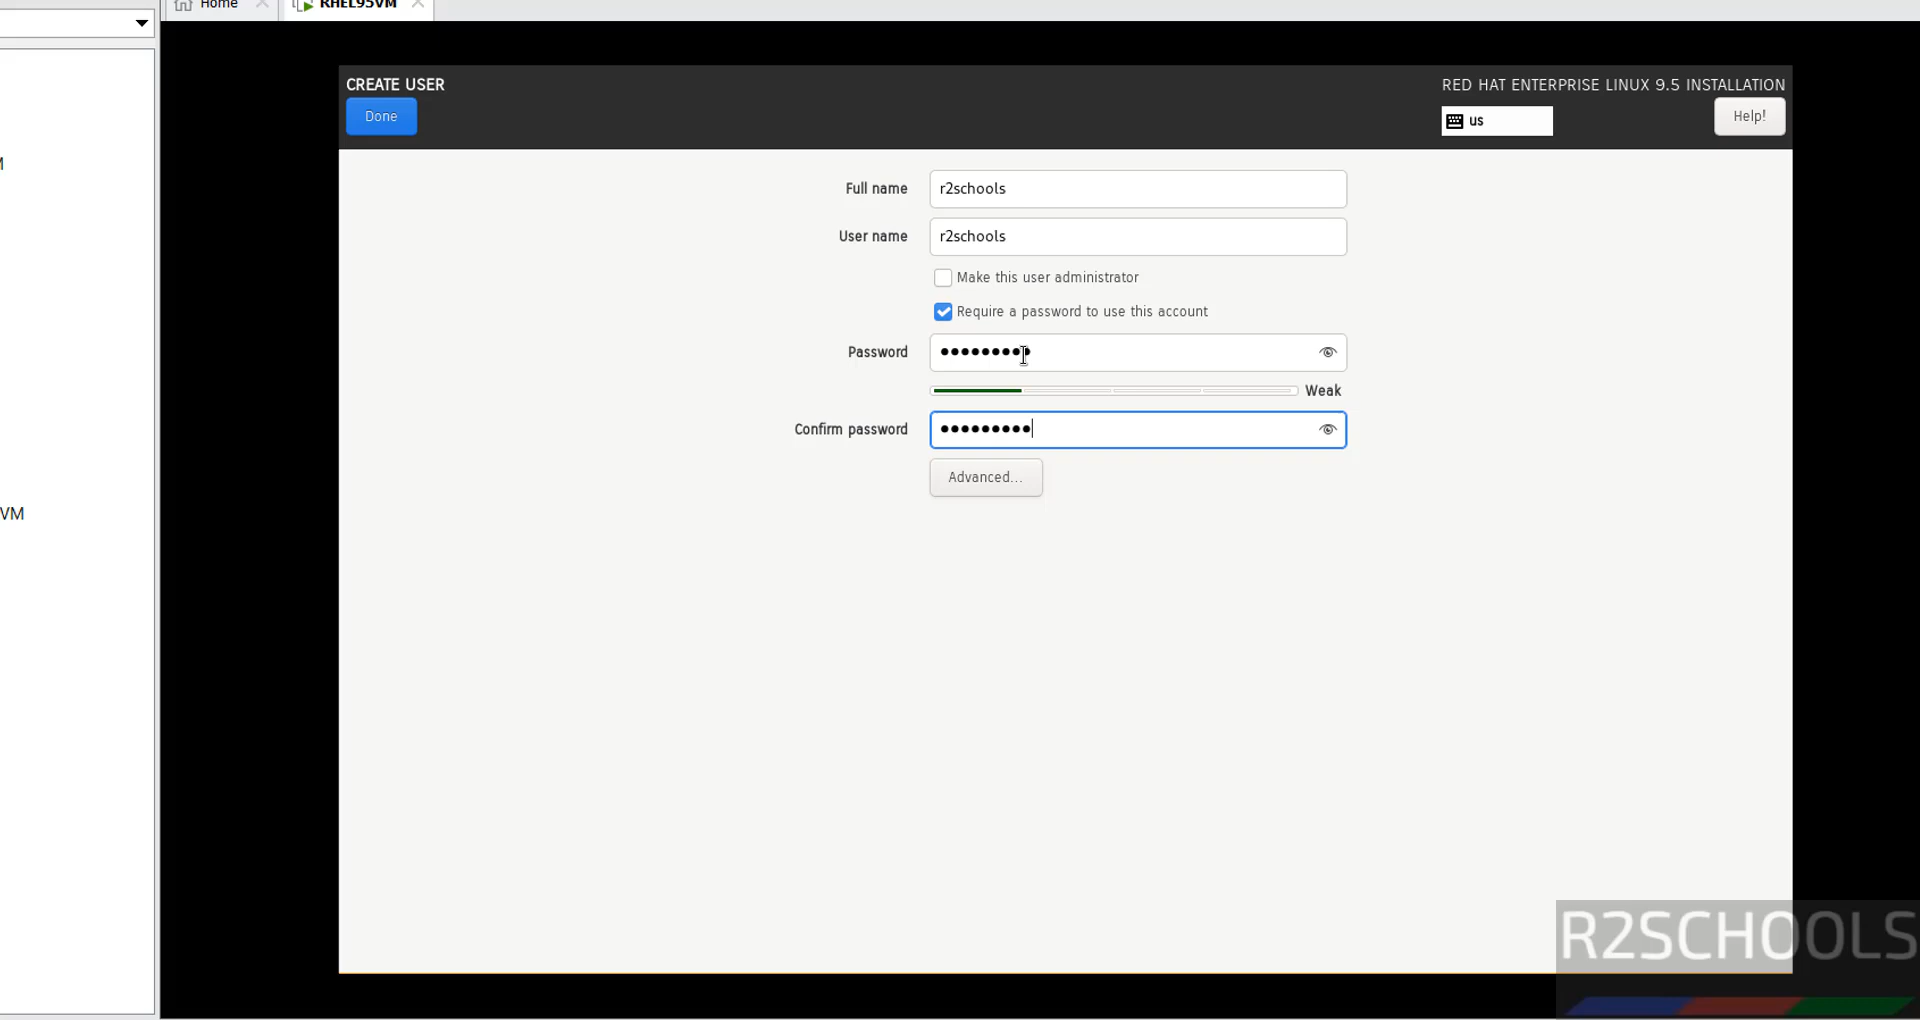 Home
RHEL95VM
CREATE USER
RED HAT ENTERPRISE LINUX 9.5 INSTALLATION
Done
us
Help!
M
Full name
r2schools
User name
r2schools
Make this user administrator
Require a password to use this account
Password
●●●●●●●●●
Weak
Confirm password
●●●●●●●●●
Advanced...
VM
R2SCHOOLS